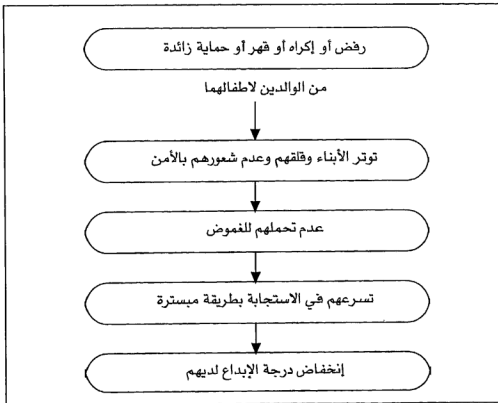 رفض أو إكراه أو قهر أو حماية زائدة
من الوالدين لاطفالهما
توتر الأبناء وقلقهم وعدم شعورهم بالأمن
عدم تحملهم للغموض
تسرعهم في الاستجابة بطريقة مبسترة
إنخفاض درجة الإبداع لديهم